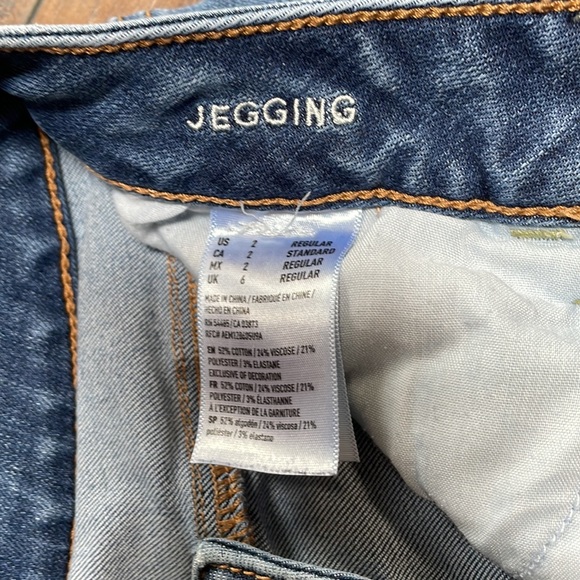 JEGGING
US 2 REGULAR
CA 2 STANDARD
MX 2 REGULAR
UK 6 REGULAR
MADE IN CHINA / FABRIQUÉ EN CHINE /
HECHO EN CHINA
RN 54485 / CA 03873
RFC# AEM12860509A
EN 52% COTTON / 24% VISCOSE / 21%
POLYESTER / 3% ELASTANE
EXCLUSIVE OF DECORATION
FR 52% COTON / 24% VISCOSE / 21%
POLYESTER / 3% ÉLASTHANNE
À L'EXCEPTION DE LA GARNITURE
SP 52% algodón / 24% viscosa / 21%
poliéster / 3% elastano